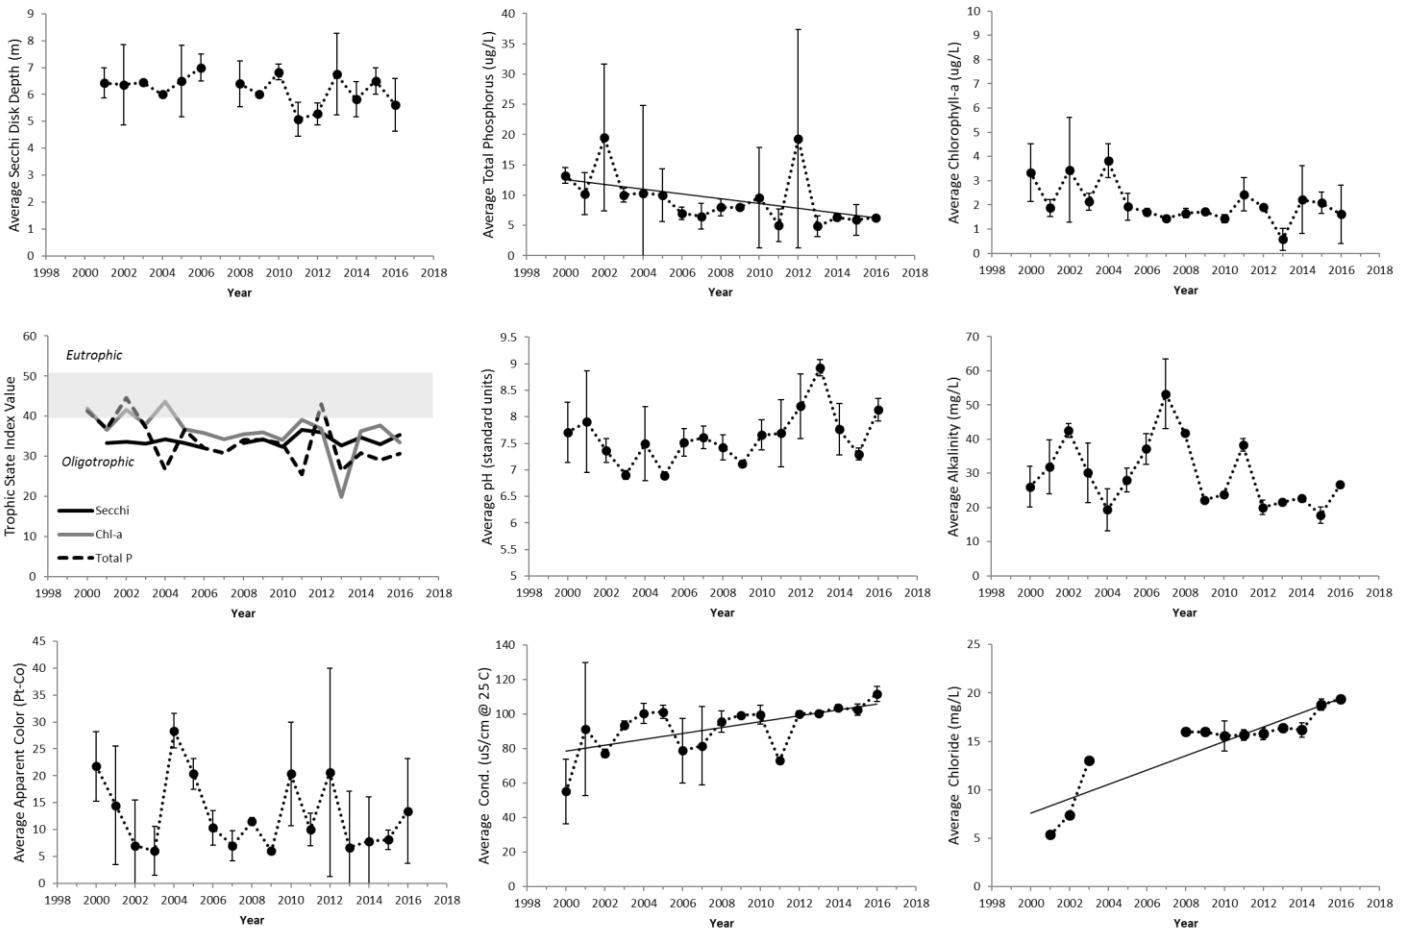 Average Secchi Disk Depth (m)
9
8
7
6
5
4
3
2
1
0
1998 2000 2002 2004 2006 2008 2010 2012 2014 2016 2018
Year
Average Total Phosphorus (ug/L)
40
35
30
25
20
15
10
5
0
1998 2000 2002 2004 2006 2008 2010 2012 2014 2016 2018
Year
Average Chlorophyll-a (ug/L)
10
9
8
7
6
5
4
3
2
1
0
1998 2000 2002 2004 2006 2008 2010 2012 2014 2016 2018
Year
Trophic State Index Value
60
50
40
30
20
10
0
Eutrophic
Oligotrophic
Secchi
Chl-a
Total P
1998 2000 2002 2004 2006 2008 2010 2012 2014 2016 2018
Year
Average pH (standard units)
9.5
9
8.5
8
7.5
7
6.5
6
5.5
5
1998 2000 2002 2004 2006 2008 2010 2012 2014 2016 2018
Year
Average Alkalinity (mg/L)
70
60
50
40
30
20
10
0
1998 2000 2002 2004 2006 2008 2010 2012 2014 2016 2018
Year
Average Apparent Color (Pt-Co)
45
40
35
30
25
20
15
10
5
0
1998 2000 2002 2004 2006 2008 2010 2012 2014 2016 2018
Year
Average Cond. (uS/cm @ 25 C)
140
120
100
80
60
40
20
0
1998 2000 2002 2004 2006 2008 2010 2012 2014 2016 2018
Year
Average Chloride (mg/L)
25
20
15
10
5
0
1998 2000 2002 2004 2006 2008 2010 2012 2014 2016 2018
Year